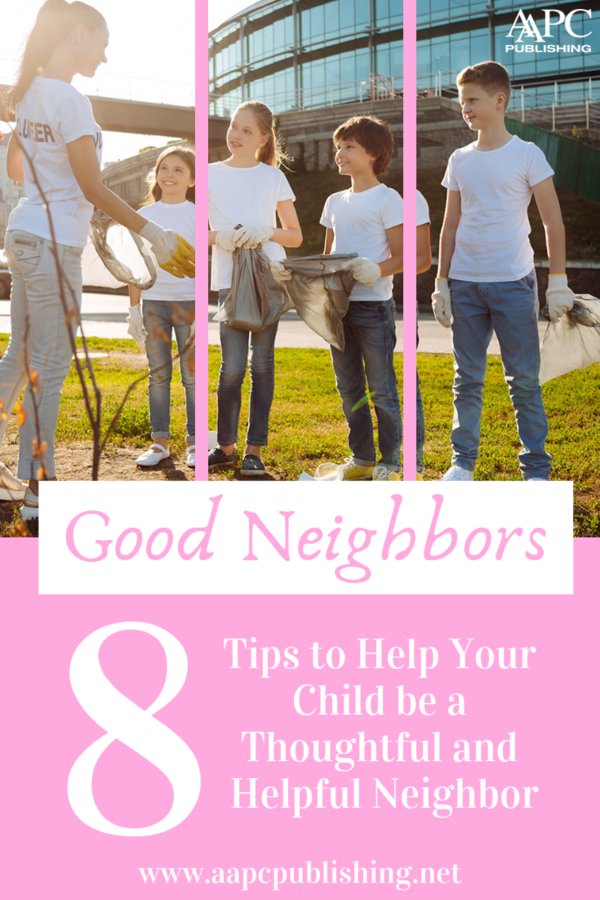 AAPC
PUBLISHING
Good Neighbors
8
Tips to Help Your
Child be a
Thoughtful and
Helpful Neighbor
www.aapcpublishing.net